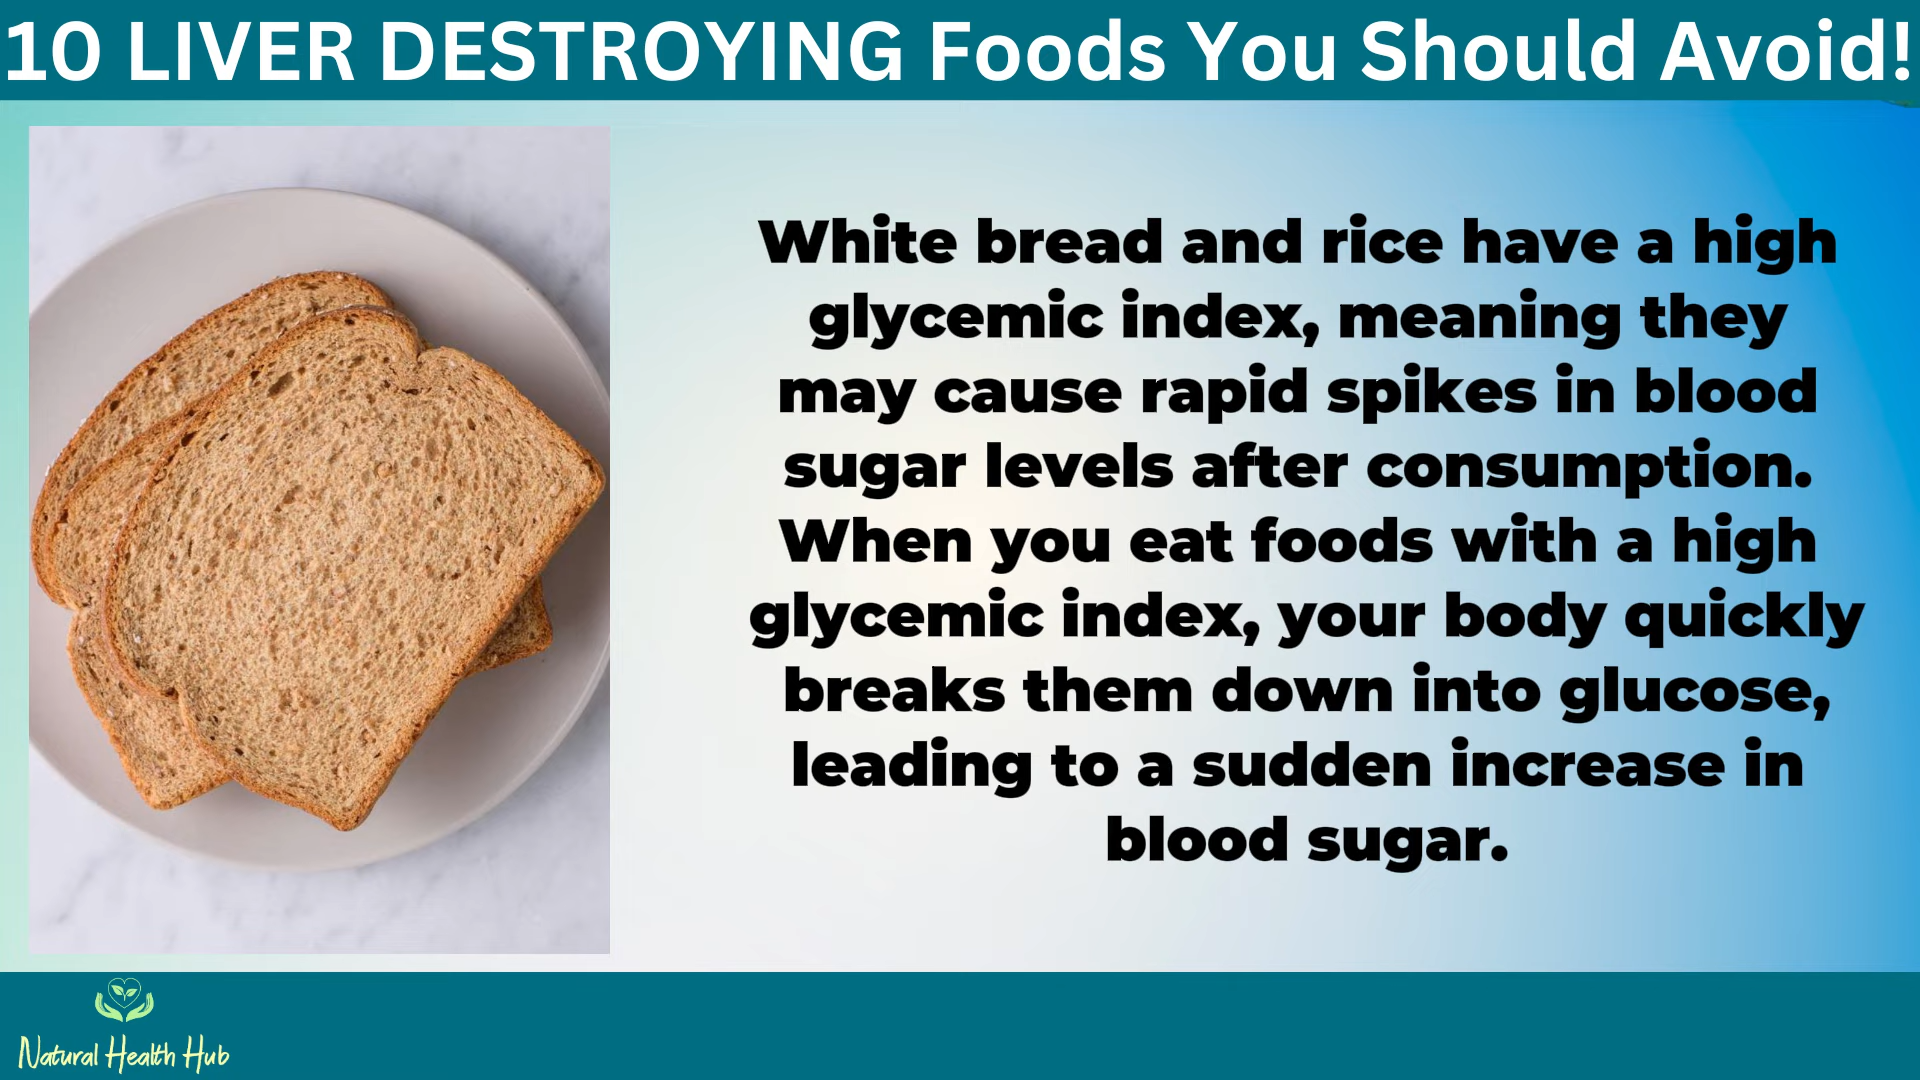 10 LIVER DESTROYING Foods You Should Avoid!
White bread and rice have a high
glycemic index, meaning they
may cause rapid spikes in blood
sugar levels after consumption.
When you eat foods with a high
glycemic index, your body quickly
breaks them down into glucose,
leading to a sudden increase in
blood sugar.
Natural Health Hub